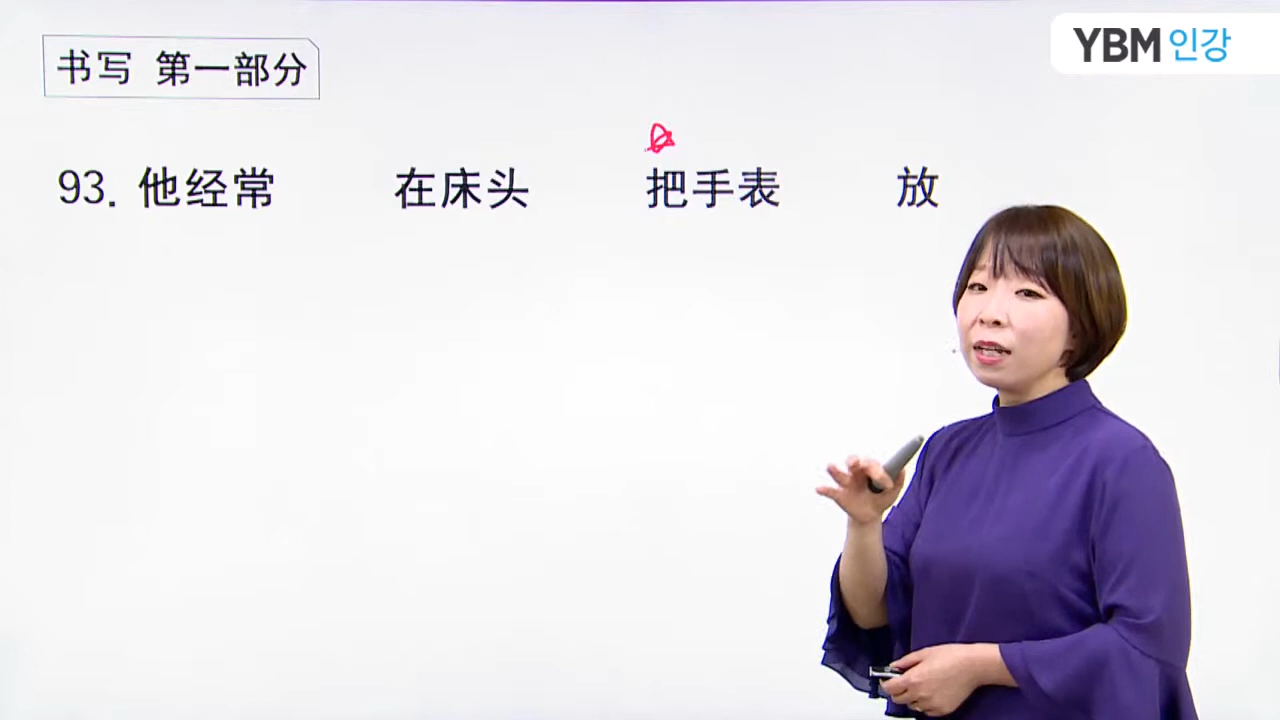 YBM 인강
书写 第一部分
93. 他经常 在床头 把手表 放